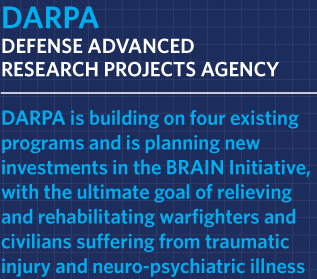 DARPA
DEFENSE ADVANCED
RESEARCH PROJECTS AGENCY
DARPA is building on four existing
programs and is planning new
investments in the BRAIN Initiative,
with the ultimate goal of relieving
and rehabilitating warfighters and
civilians suffering from traumatic
injury and neuro-psychiatric illness